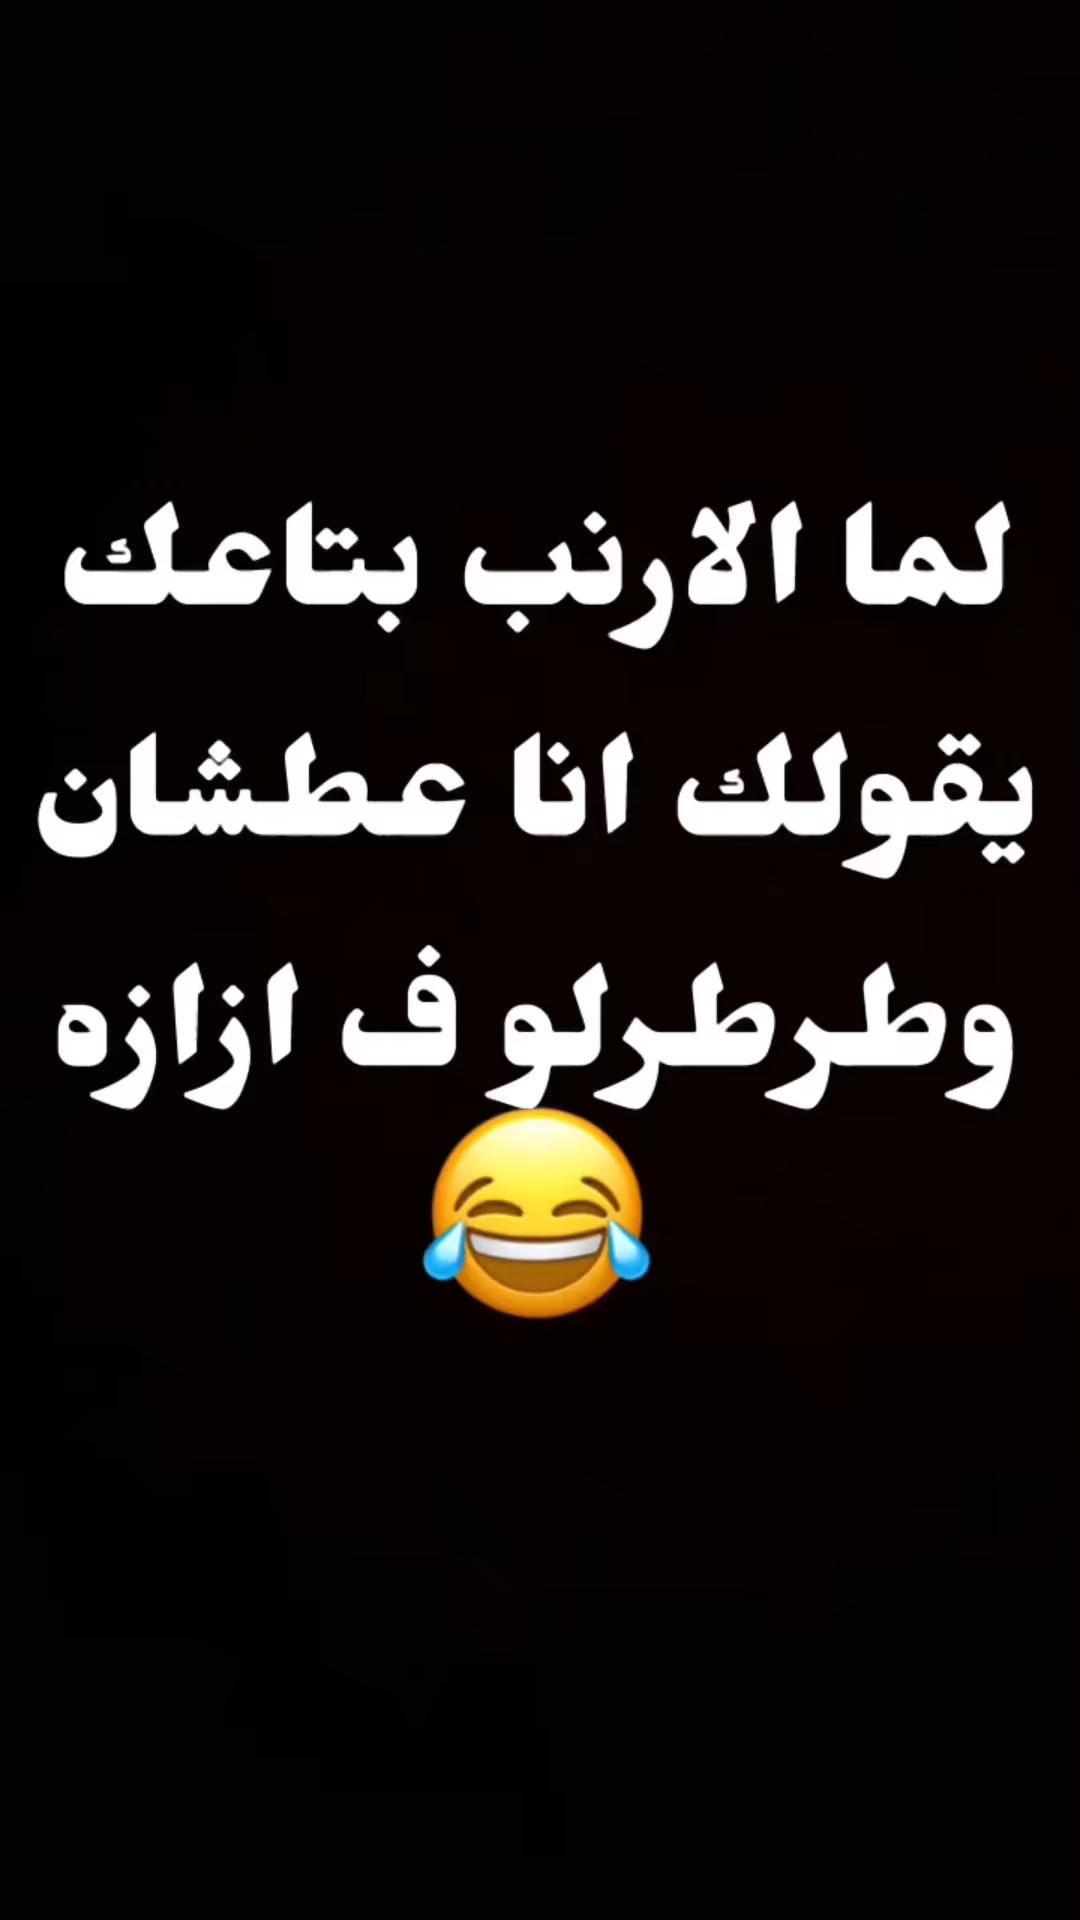 لما الارنب بتاعك
يقولك انا عطشان
وطرطرلو ف ازازه
😂